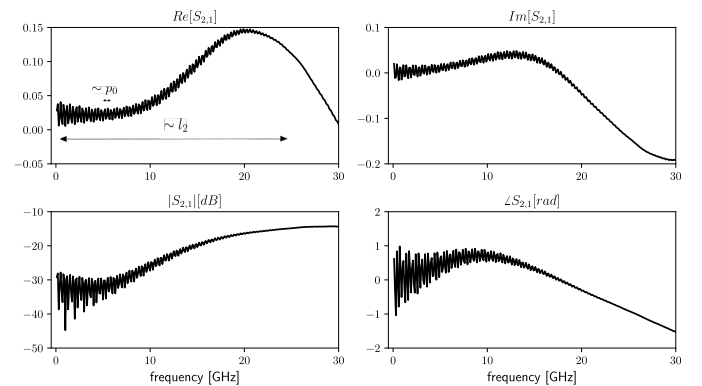 Re[S2,1]
Im[S2,1]
0.15
0.10
0.05
0.00
−0.05
∼ p0
∼ l2
0 10 20 30
0.1
0.0
−0.1
−0.2
0 10 20 30
|S2,1|[dB]
∠S2,1[rad]
−10
−20
−30
−40
−50
0 10 20 30
frequency [GHz]
2
1
0
−1
−2
0 10 20 30
frequency [GHz]